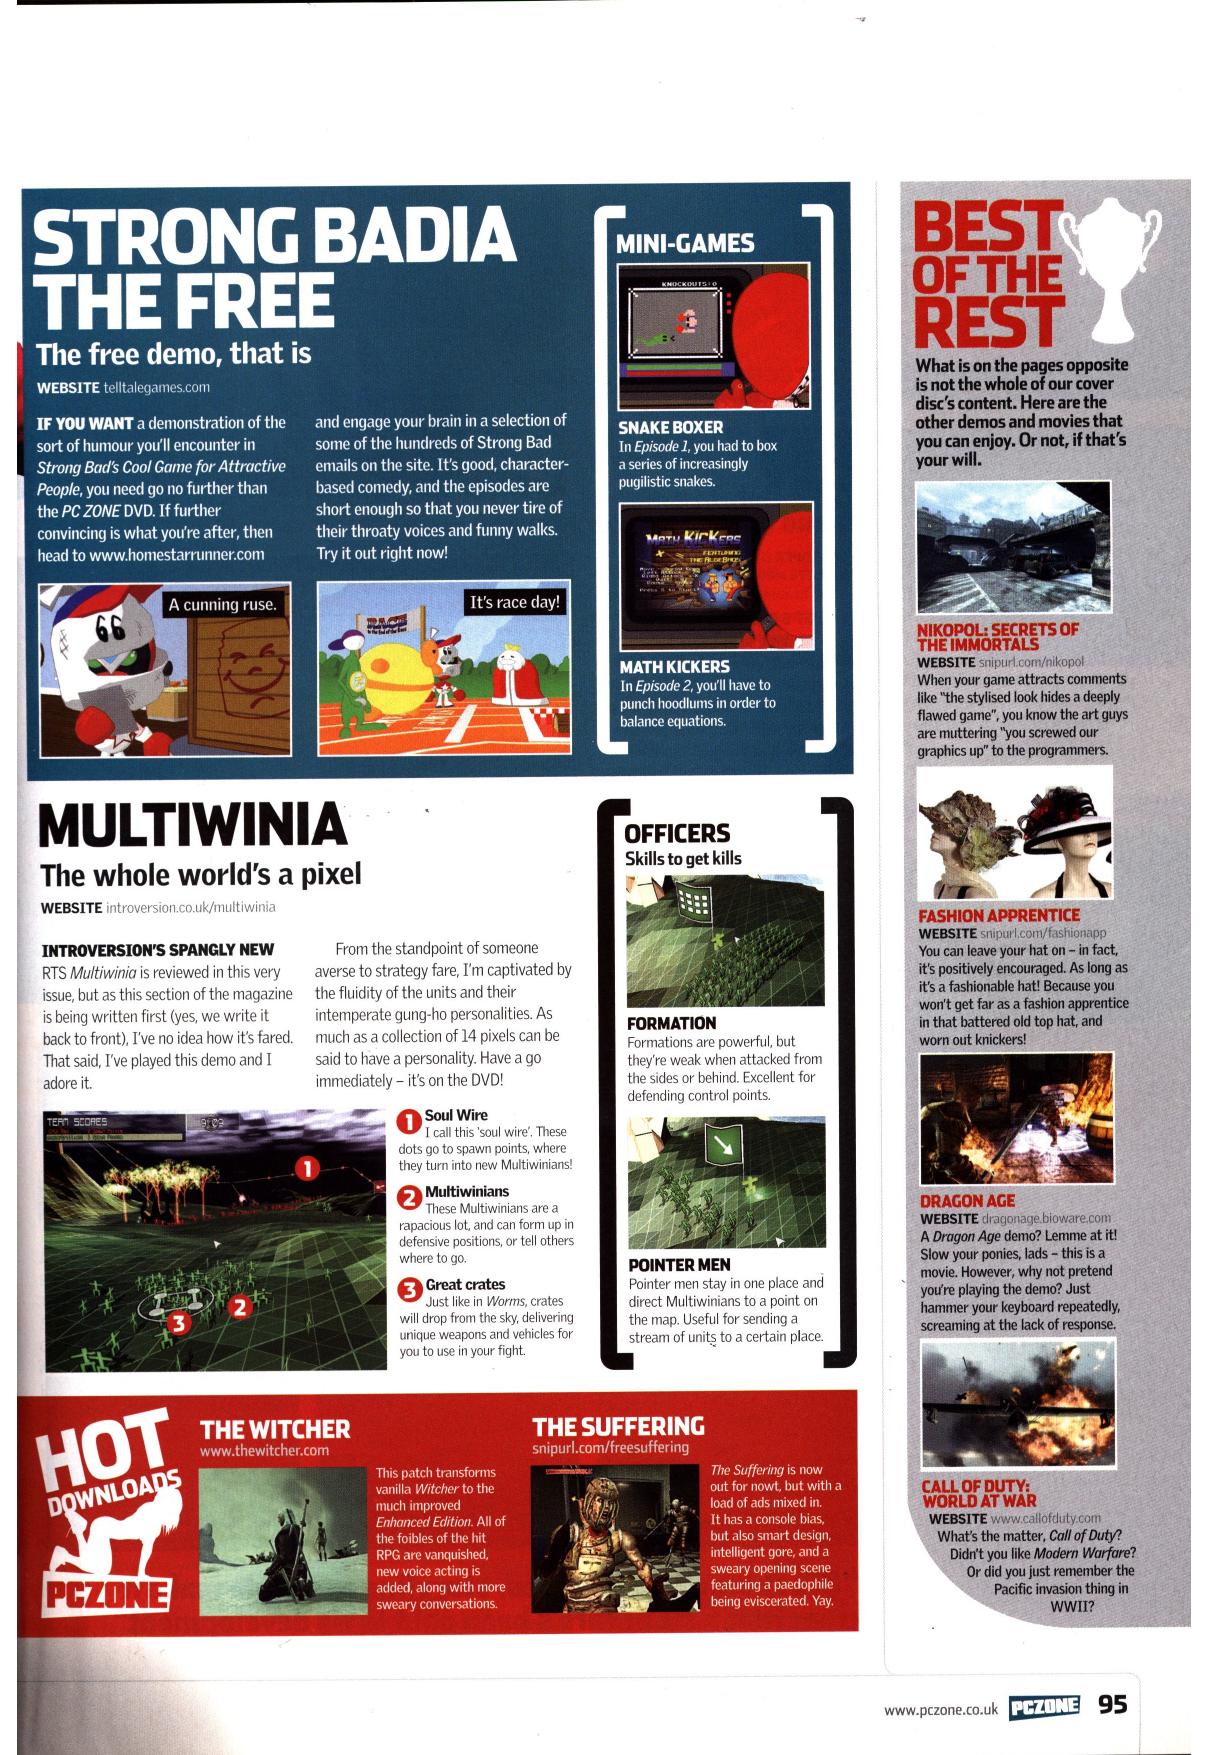 STRONG BADIA
THE FREE
The free demo, that is
WEBSITE telltalegames.com
IF YOU WANT a demonstration of the
sort of humour you'll encounter in
Strong Bad's Cool Game for Attractive
People, you need go no further than
the PC ZONE DVD. If further
convincing is what you're after, then
head to www.homestarrunner.com
and engage your brain in a selection of
some of the hundreds of Strong Bad
emails on the site. It's good, character-
based comedy, and the episodes are
short enough so that you never tire of
their throaty voices and funny walks.
Try it out right now!
A cunning ruse.
It's race day!
RACE
MINI-GAMES
KNOCKOUTS:0
SNAKE BOXER
In Episode 1, you had to box
a series of increasingly
pugilistic snakes.
MATH KICKERS
FEATURING
THE ALGEBROS
MATH KICKERS
In Episode 2, you'll have to
punch hoodlums in order to
balance equations.
MULTIWINIA
The whole world's a pixel
WEBSITE introversion.co.uk/multiwinia
INTROVERSION'S SPANGLY NEW
RTS Multiwinia is reviewed in this very
issue, but as this section of the magazine
is being written first (yes, we write it
back to front), I've no idea how it's fared.
That said, I've played this demo and I
adore it.
From the standpoint of someone
averse to strategy fare, I'm captivated by
the fluidity of the units and their
intemperate gung-ho personalities. As
much as a collection of 14 pixels can be
said to have a personality. Have a go
immediately – it's on the DVD!
TEAM SCORES
1
2
3
1 Soul Wire
I call this 'soul wire'. These
dots go to spawn points, where
they turn into new Multiwinians!
2 Multiwinians
These Multiwinians are a
rapacious lot, and can form up in
defensive positions, or tell others
where to go.
3 Great crates
Just like in Worms, crates
will drop from the sky, delivering
unique weapons and vehicles for
you to use in your fight.
OFFICERS
Skills to get kills
FORMATION
Formations are powerful, but
they're weak when attacked from
the sides or behind. Excellent for
defending control points.
POINTER MEN
Pointer men stay in one place and
direct Multiwinians to a point on
the map. Useful for sending a
stream of units to a certain place.
HOT
DOWNLOADS
PCZONE
THE WITCHER
www.thewitcher.com
This patch transforms
vanilla Witcher to the
much improved
Enhanced Edition. All of
the foibles of the hit
RPG are vanquished,
new voice acting is
added, along with more
sweary conversations.
THE SUFFERING
snipurl.com/freesuffering
The Suffering is now
out for nowt, but with a
load of ads mixed in.
It has a console bias,
but also smart design,
intelligent gore, and a
sweary opening scene
featuring a paedophile
being eviscerated. Yay.
BEST
OF THE
REST
What is on the pages opposite
is not the whole of our cover
disc's content. Here are the
other demos and movies that
you can enjoy. Or not, if that's
your will.
NIKOPOL: SECRETS OF
THE IMMORTALS
WEBSITE snipurl.com/nikopol
When your game attracts comments
like "the stylised look hides a deeply
flawed game", you know the art guys
are muttering "you screwed our
graphics up" to the programmers.
FASHION APPRENTICE
WEBSITE snipurl.com/fashionapp
You can leave your hat on – in fact,
it's positively encouraged. As long as
it's a fashionable hat! Because you
won't get far as a fashion apprentice
in that battered old top hat, and
worn out knickers!
DRAGON AGE
WEBSITE dragonage.bioware.com
A Dragon Age demo? Lemme at it!
Slow your ponies, lads – this is a
movie. However, why not pretend
you're playing the demo? Just
hammer your keyboard repeatedly,
screaming at the lack of response.
CALL OF DUTY:
WORLD AT WAR
WEBSITE www.callofduty.com
What's the matter, Call of Duty?
Didn't you like Modern Warfare?
Or did you just remember the
Pacific invasion thing in
WWII?
www.pczone.co.uk PCZONE 95